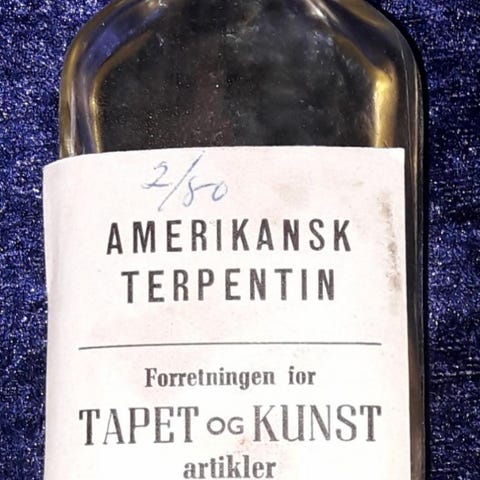 2/80
AMERIKANSK
TERPENTIN
Forretningen for
TAPET OG KUNST
artikler